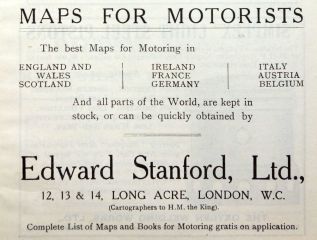 MAPS FOR MOTORISTS
The best Maps for Motoring in
ENGLAND AND WALES
SCOTLAND
IRELAND
FRANCE
GERMANY
ITALY
AUSTRIA
BELGIUM
And all parts of the World, are kept in
stock, or can be quickly obtained by
Edward Stanford, Ltd.,
12, 13 & 14, LONG ACRE, LONDON, W.C.
(Cartographers to H.M. the King).
Complete List of Maps and Books for Motoring gratis on application.